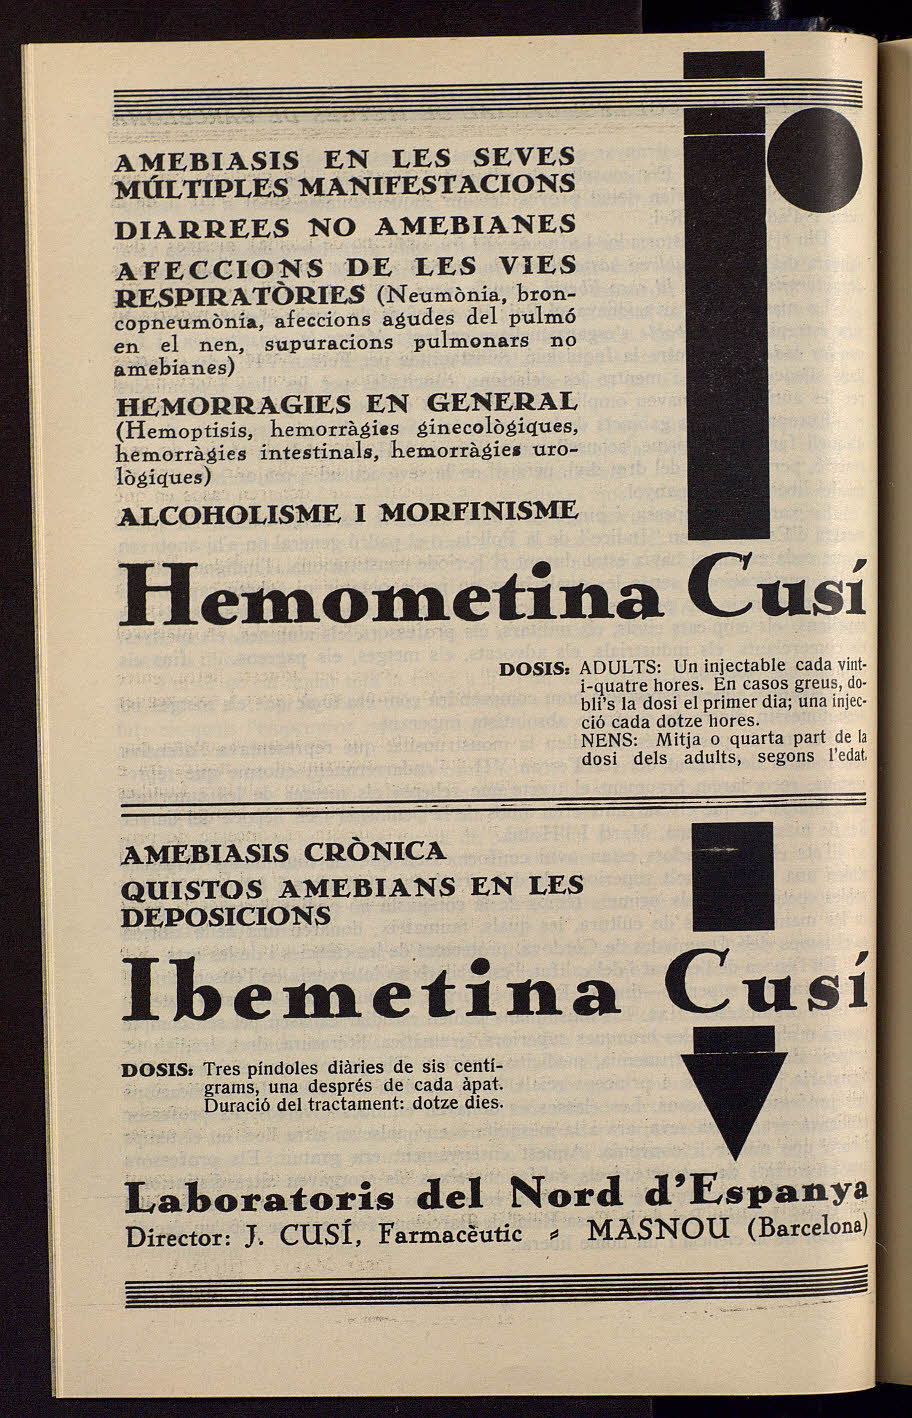 AMEBIASIS EN LES SEVES
MÚLTIPLES MANIFESTACIONS
DIARREES NO AMEBIANES
AFECCIONS DE LES VIES
RESPIRATÒRIES (Neumònia, bron-
copneumònia, afeccions agudes del pulmó
en el nen, supuracions pulmonars no
amebianes)
HEMORRAGIES EN GENERAL
(Hemoptisis, hemorràgies ginecològiques,
hemorràgies intestinals, hemorràgies uro-
lògiques)
ALCOHOLISME I MORFINISME
Hemometina Cusí
DOSIS: ADULTS: Un injectable cada vint-
i-quatre hores. En casos greus, do-
bli's la dosi el primer dia; una injec-
ció cada dotze hores.
NENS: Mitja o quarta part de la
dosi dels adults, segons l'edat.
AMEBIASIS CRÒNICA
QUISTOS AMEBIANS EN LES
DEPOSICIONS
Ibemetina Cusí
DOSIS: Tres píndoles diàries de sis centí-
grams, una després de cada àpat.
Duració del tractament: dotze dies.
Laboratoris del Nord d'Espanya
Director: J. CUSÍ, Farmacèutic = MASNOU (Barcelona)